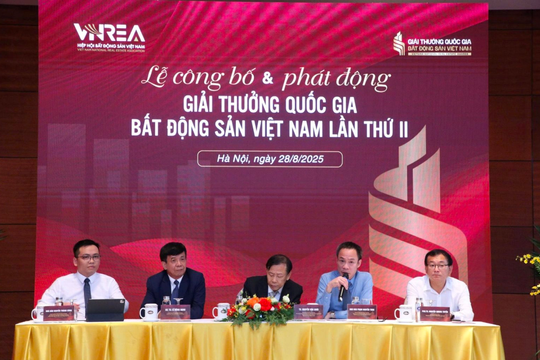 VNREA
HIỆP HỘI BẤT ĐỘNG SẢN VIỆT NAM
GIẢI THƯỞNG QUỐC GIA
BẤT ĐỘNG SẢN VIỆT NAM
Lễ công bố & phát động
GIẢI THƯỞNG QUỐC GIA
BẤT ĐỘNG SẢN VIỆT NAM LẦN THỨ II
Hà Nội, ngày 28/8/2025